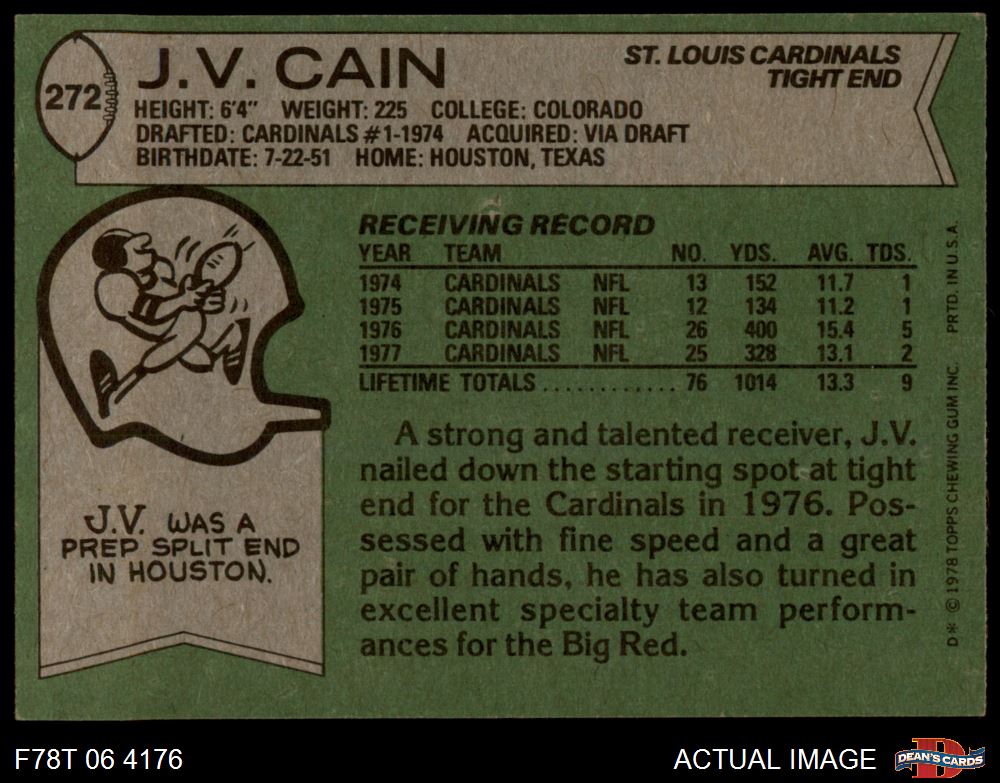 272
J.V. CAIN
ST. LOUIS CARDINALS
TIGHT END
HEIGHT: 6'4" WEIGHT: 225 COLLEGE: COLORADO
DRAFTED: CARDINALS #1-1974 ACQUIRED: VIA DRAFT
BIRTHDATE: 7-22-51 HOME: HOUSTON, TEXAS
RECEIVING RECORD
YEAR TEAM NO. YDS. AVG. TDS.
1974 CARDINALS NFL 13 152 11.7 1
1975 CARDINALS NFL 12 134 11.2 1
1976 CARDINALS NFL 26 400 15.4 5
1977 CARDINALS NFL 25 328 13.1 2
LIFETIME TOTALS............ 76 1014 13.3 9
A strong and talented receiver, J.V.
nailed down the starting spot at tight
end for the Cardinals in 1976. Pos-
sessed with fine speed and a great
pair of hands, he has also turned in
excellent specialty team perform-
ances for the Big Red.
J.V. WAS A
PREP SPLIT END
IN HOUSTON.
D* © 1978 TOPPS CHEWING GUM INC. PRTD. IN U.S.A.
F78T 06 4176
ACTUAL IMAGE
D
DEAN'S CARDS